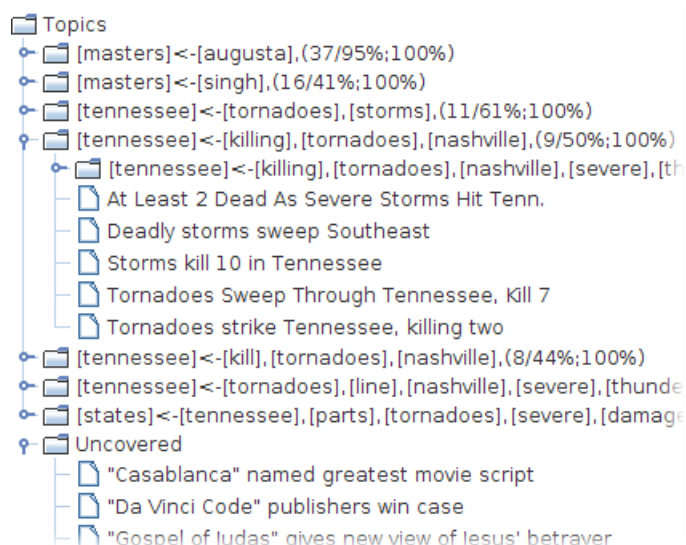 Topics
[masters]<-[augusta],(37/95%;100%)
[masters]<-[singh],(16/41%;100%)
[tennessee]<-[tornadoes],[storms],(11/61%;100%)
[tennessee]<-[killing],[tornadoes],[nashville],(9/50%;100%)
[tennessee]<-[killing],[tornadoes],[nashville],[severe],[th
At Least 2 Dead As Severe Storms Hit Tenn.
Deadly storms sweep Southeast
Storms kill 10 in Tennessee
Tornadoes Sweep Through Tennessee, Kill 7
Tornadoes strike Tennessee, killing two
[tennessee]<-[kill],[tornadoes],[nashville],(8/44%;100%)
[tennessee]<-[tornadoes],[line],[nashville],[severe],[thunde
[states]<-[tennessee],[parts],[tornadoes],[severe],[damage
Uncovered
"Casablanca" named greatest movie script
"Da Vinci Code" publishers win case
"Gospel of Judas" gives new view of Jesus' betrayer